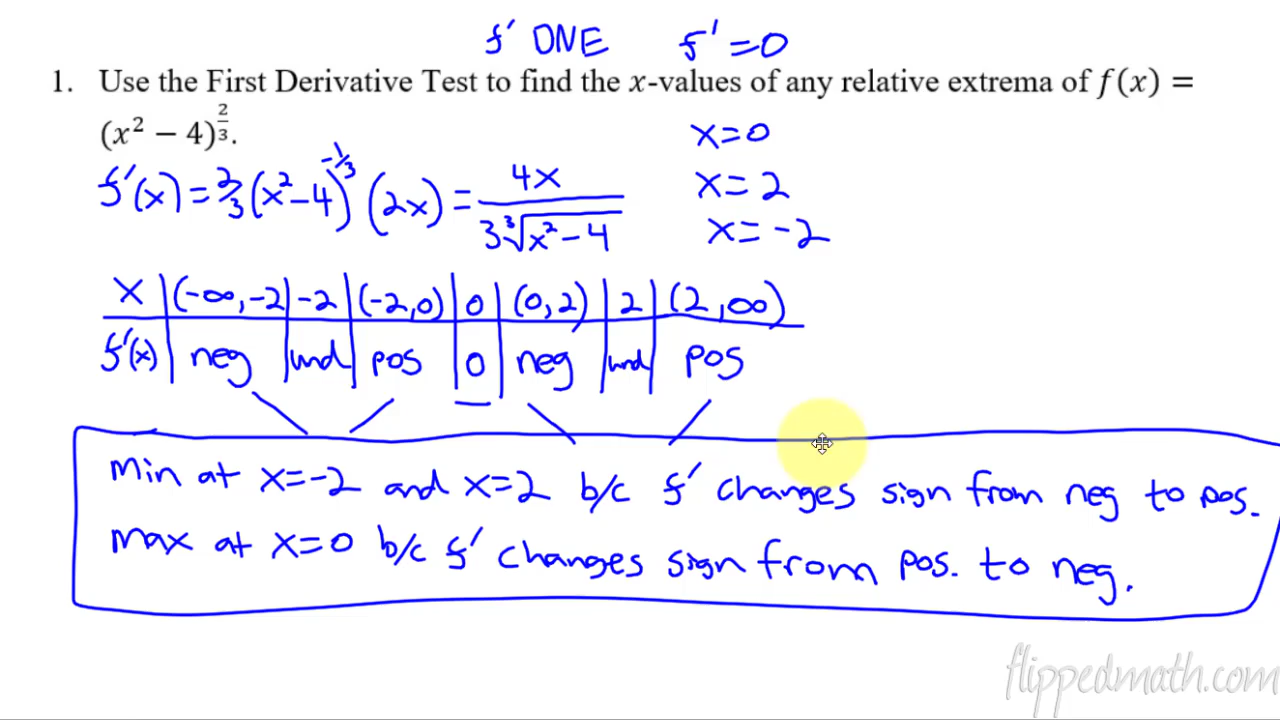 f' DNE f' = 0
1. Use the First Derivative Test to find the x-values of any relative extrema of f(x) =
(x² − 4)^(2/3).
x = 0
f'(x) = 2/3 (x² − 4)^(-1/3) (2x) = 4x / (3∛(x² − 4))
x = 2
x = −2
x | (−∞, −2) | −2 | (−2, 0) | 0 | (0, 2) | 2 | (2, ∞)
f'(x) | neg | und | pos | 0 | neg | und | pos
Min at x = −2 and x = 2 b/c f' changes sign from neg to pos.
Max at x = 0 b/c f' changes sign from pos. to neg.
flippedmath.com